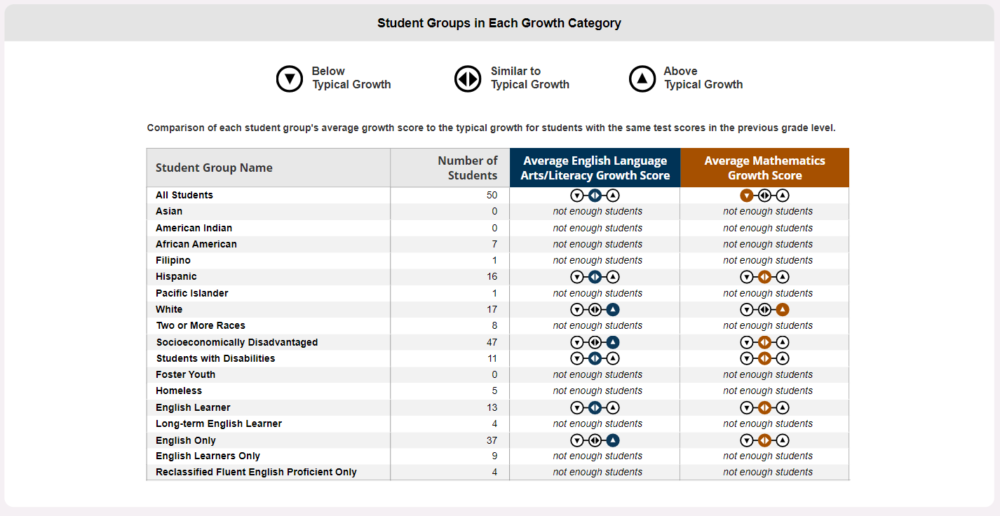 Student Groups in Each Growth Category
Below
Typical Growth
Similar to
Typical Growth
Above
Typical Growth
Comparison of each student group's average growth score to the typical growth for students with the same test scores in the previous grade level.
Student Group Name
Number of
Students
Average English Language
Arts/Literacy Growth Score
Average Mathematics
Growth Score
All Students 50
Asian 0 not enough students not enough students
American Indian 0 not enough students not enough students
African American 7 not enough students not enough students
Filipino 1 not enough students not enough students
Hispanic 16
Pacific Islander 1 not enough students not enough students
White 17
Two or More Races 8 not enough students not enough students
Socioeconomically Disadvantaged 47
Students with Disabilities 11
Foster Youth 0 not enough students not enough students
Homeless 5 not enough students not enough students
English Learner 13
Long-term English Learner 4 not enough students not enough students
English Only 37
English Learners Only 9 not enough students not enough students
Reclassified Fluent English Proficient Only 4 not enough students not enough students